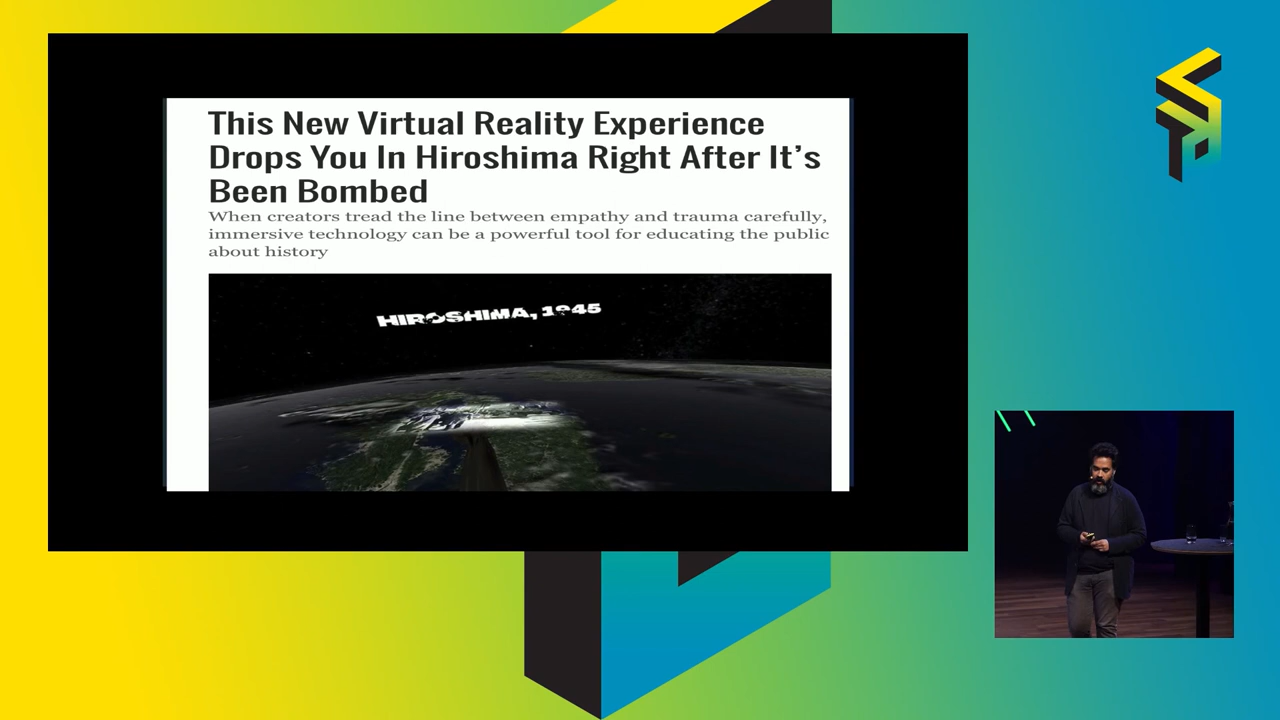 This New Virtual Reality Experience
Drops You In Hiroshima Right After It’s
Been Bombed
When creators tread the line between empathy and trauma carefully,
immersive technology can be a powerful tool for educating the public
about history
HIROSHIMA, 1945